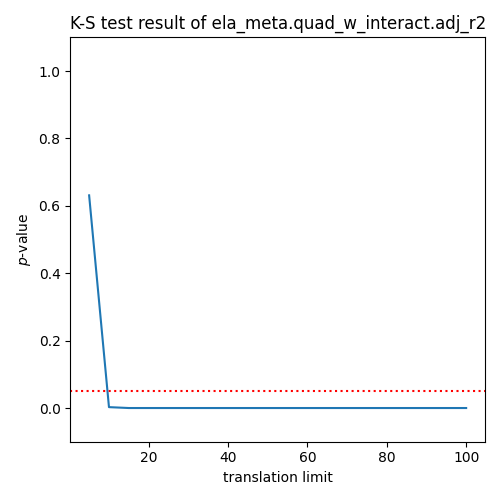 K-S test result of ela_meta.quad_w_interact.adj_r2
1.0
0.8
0.6
0.4
0.2
0.0
p-value
20 40 60 80 100
translation limit